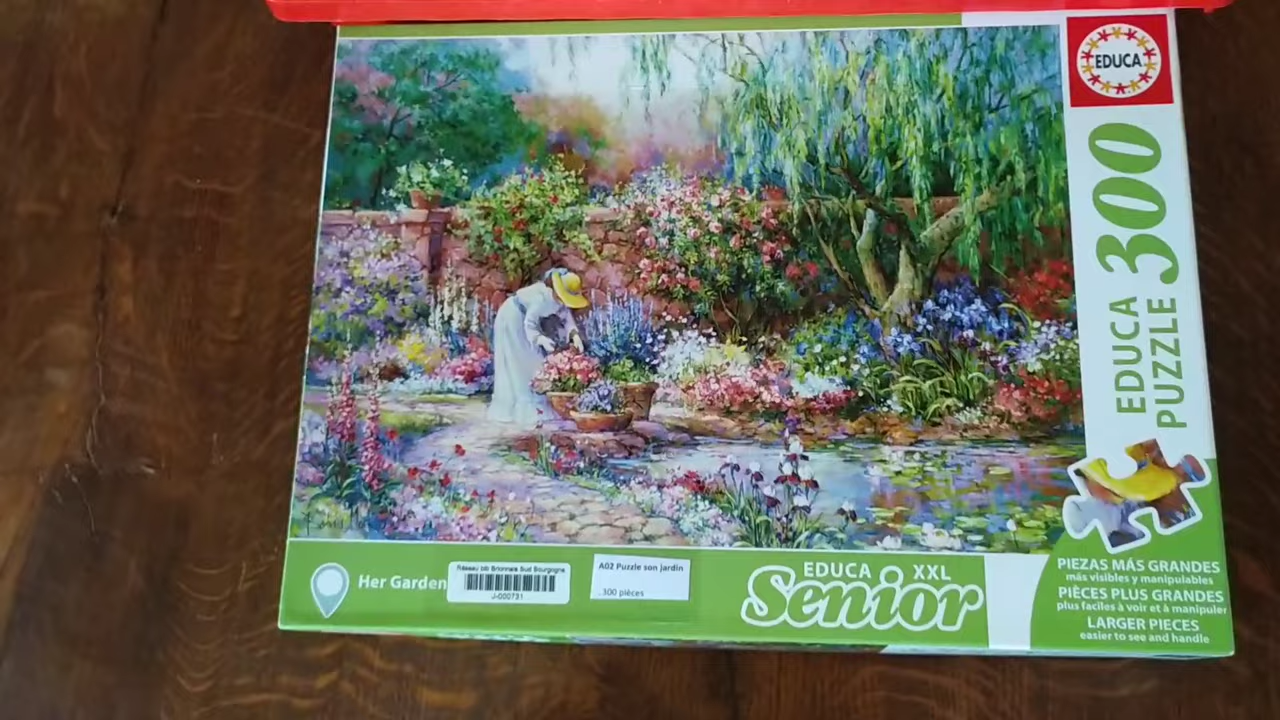 EDUCA
EDUCA
PUZZLE 300
Her Garden
Réseau bib Brionnais Sud Bourgogne
J-000731
A02 Puzzle son jardin
300 pièces
EDUCA XXL
Senior
PIEZAS MÁS GRANDES
más visibles y manipulables
PIÈCES PLUS GRANDES
plus faciles à voir et à manipuler
LARGER PIECES
easier to see and handle